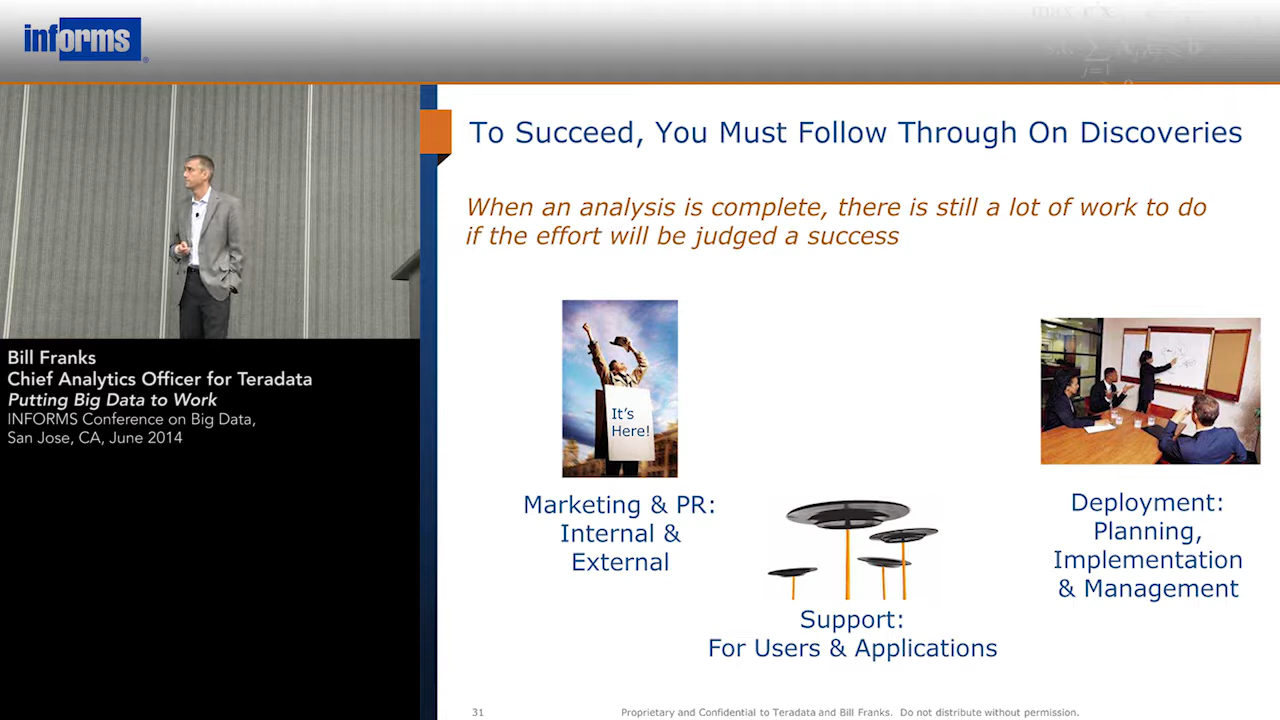 informs
To Succeed, You Must Follow Through On Discoveries
When an analysis is complete, there is still a lot of work to do
if the effort will be judged a success
Bill Franks
Chief Analytics Officer for Teradata
Putting Big Data to Work
INFORMS Conference on Big Data,
San Jose, CA, June 2014
It's
Here!
Marketing & PR:
Internal &
External
Support:
For Users & Applications
Deployment:
Planning,
Implementation
& Management
31
Proprietary and Confidential to Teradata and Bill Franks. Do not distribute without permission.